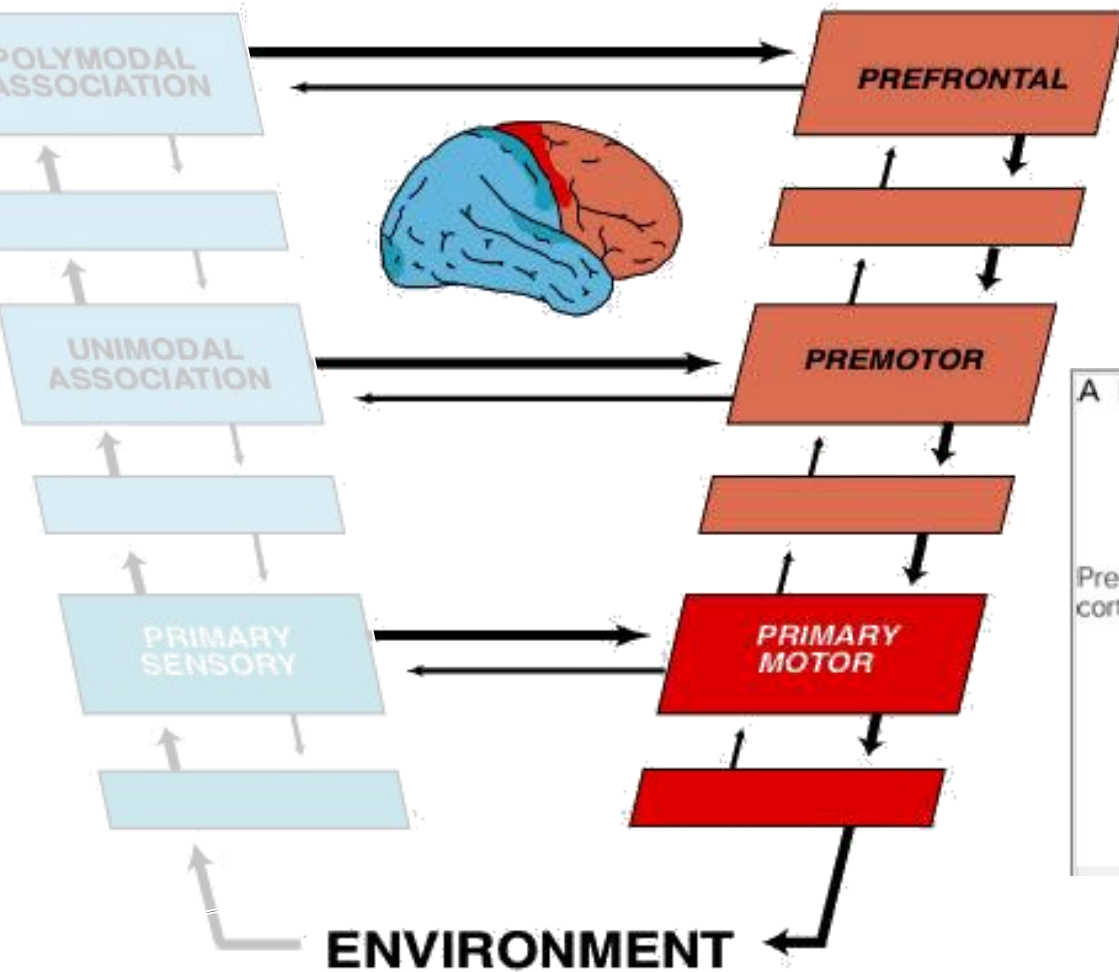 POLYMODAL
ASSOCIATION
PREFRONTAL
UNIMODAL
ASSOCIATION
PREMOTOR
A
Pre
cort
PRIMARY
SENSORY
PRIMARY
MOTOR
ENVIRONMENT